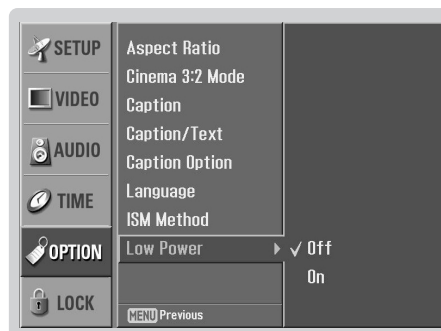 SETUP
VIDEO
AUDIO
TIME
OPTION
LOCK
Aspect Ratio
Cinema 3:2 Mode
Caption
Caption/Text
Caption Option
Language
ISM Method
Low Power
Off
On
MENU Previous